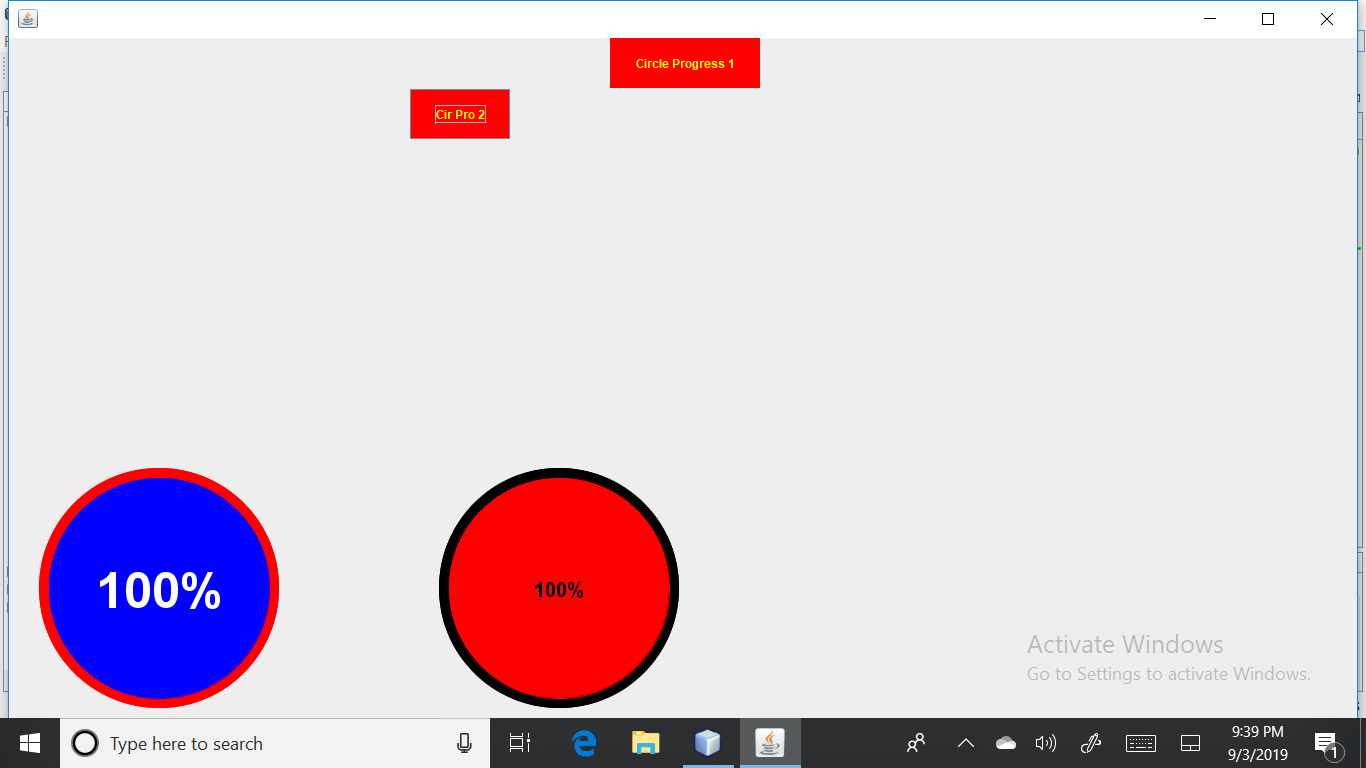 Circle Progress 1
Cir Pro 2
100%
100%
Activate Windows
Go to Settings to activate Windows.
Type here to search
9:39 PM
9/3/2019
1